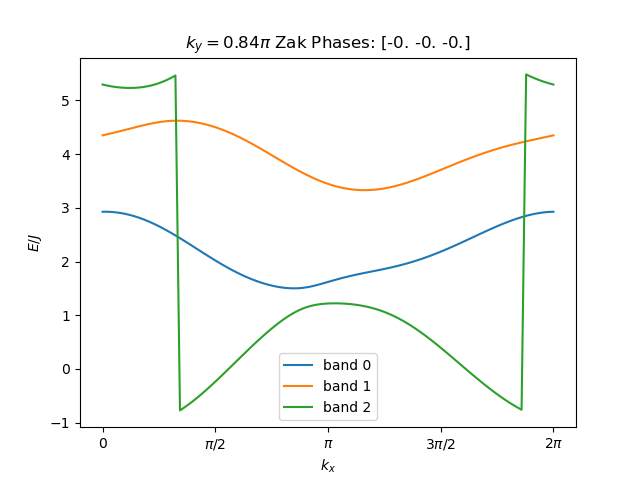 $k_y = 0.84\pi$ Zak Phases: [-0. -0. -0.]
E/J
5
4
3
2
1
0
−1
band 0
band 1
band 2
0
π/2
π
3π/2
2π
$k_x$